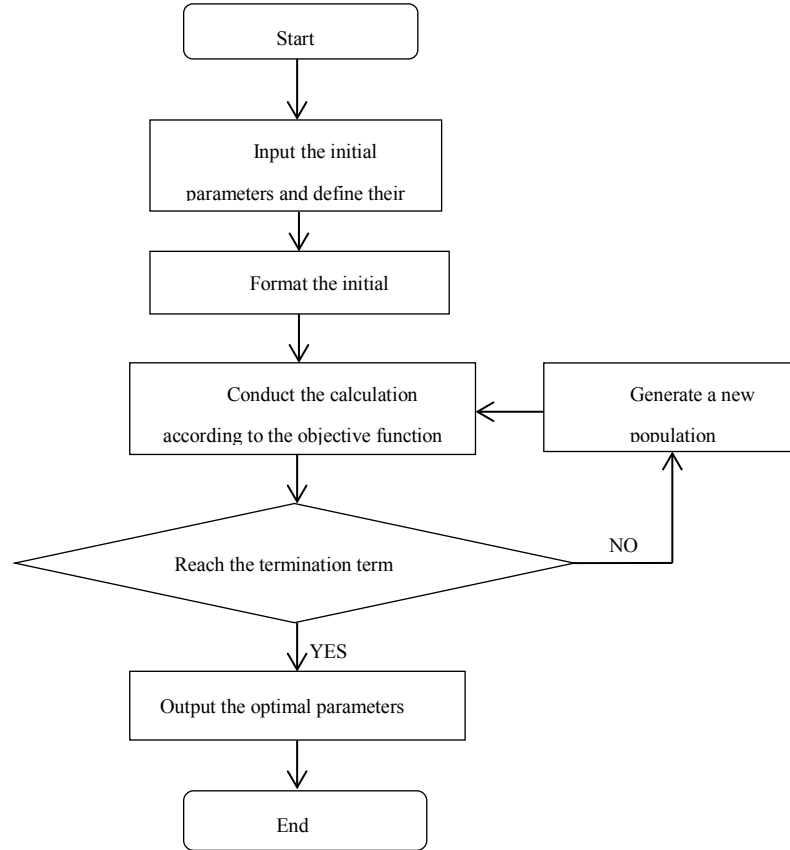 Start
Input the initial
parameters and define their
Format the initial
Conduct the calculation
according to the objective function
Generate a new
population
Reach the termination term
NO
YES
Output the optimal parameters
End